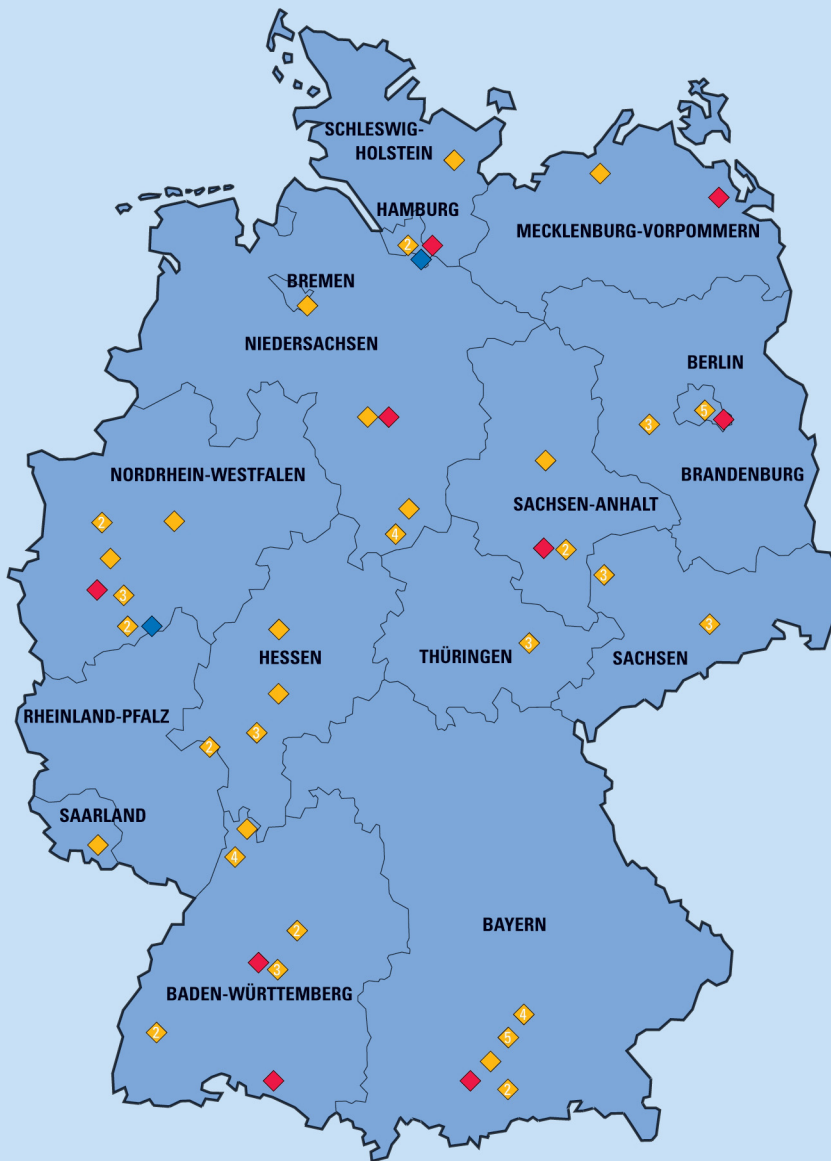 SCHLESWIG-
HOLSTEIN
HAMBURG
MECKLENBURG-VORPOMMERN
2
BREMEN
NIEDERSACHSEN
BERLIN
5
3
NORDRHEIN-WESTFALEN
BRANDENBURG
SACHSEN-ANHALT
2
4
2
3
3
2
3
HESSEN
THÜRINGEN
3
SACHSEN
RHEINLAND-PFALZ
3
2
SAARLAND
4
BAYERN
2
3
BADEN-WÜRTTEMBERG
4
2
5
2